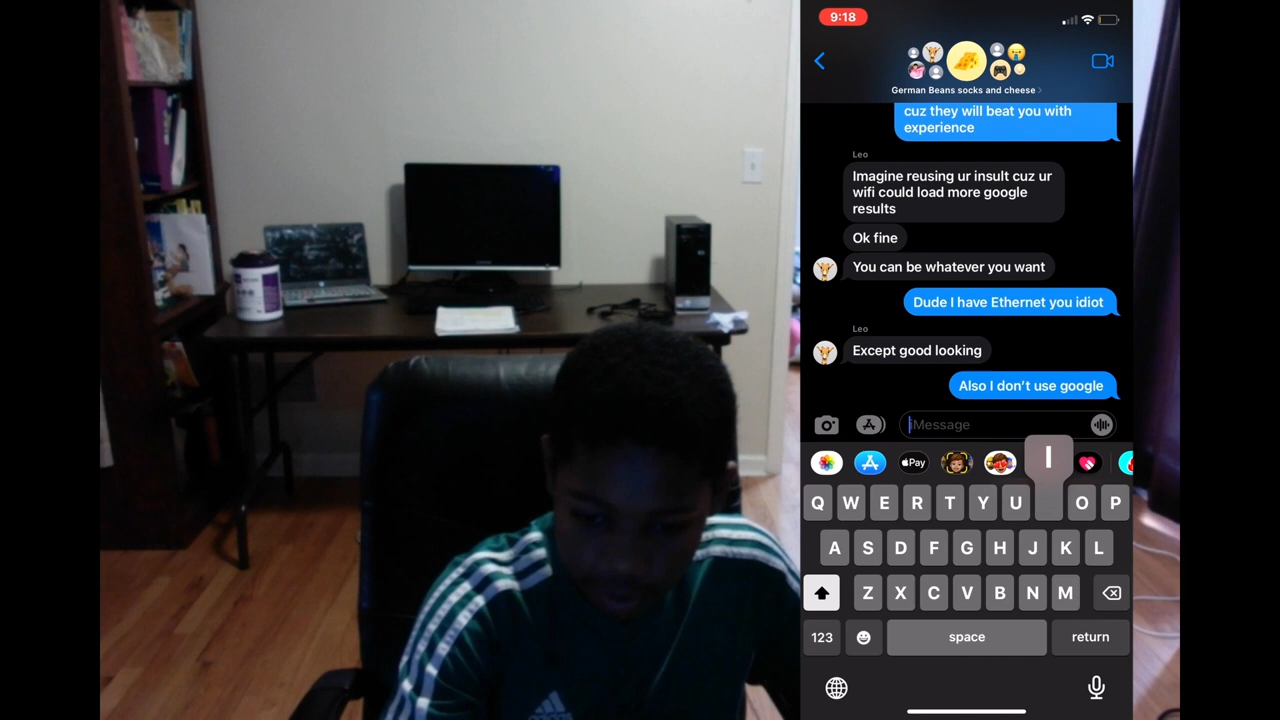 9:18
German Beans socks and cheese
cuz they will beat you with
experience
Leo
Imagine reusing ur insult cuz ur
wifi could load more google
results
Ok fine
You can be whatever you want
Dude I have Ethernet you idiot
Leo
Except good looking
Also I don’t use google
iMessage
Pay
I
Q W E R T Y U O P
A S D F G H J K L
Z X C V B N M
123 space return
adidas